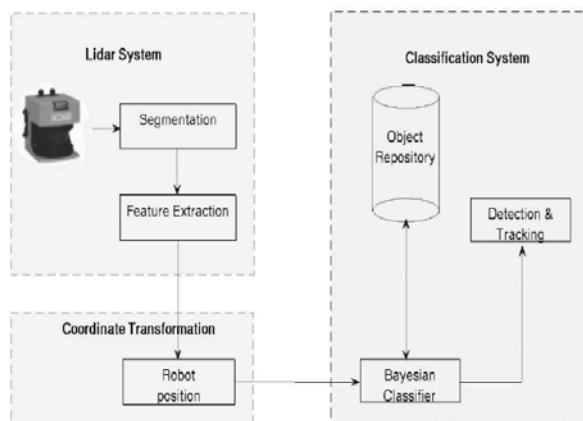 Lidar System
Segmentation
Feature Extraction
Coordinate Transformation
Robot
position
Classification System
Object
Repository
Detection &
Tracking
Bayesian
Classifier